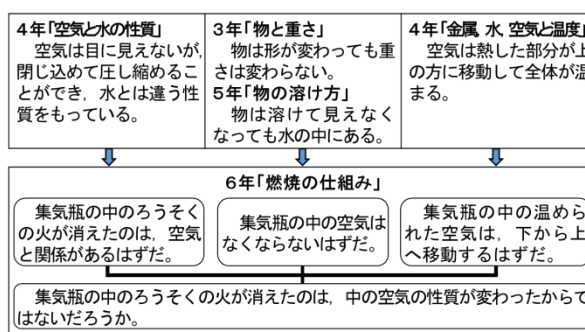 4年「空気と水の性質」
空気は目に見えないが,
閉じ込めて圧し縮めるこ
とができ, 水とは違う性
質をもっている。
3年「物と重さ」
物は形が変わっても重
さは変わらない。
5年「物の溶け方」
物は溶けて見えなく
なっても水の中にある。
4年「金属, 水, 空気と温度」
空気は熱した部分が上
の方に移動して全体が温
まる。
6年「燃焼の仕組み」
集気瓶の中のろうそく
の火が消えたのは, 空気
と関係があるはずだ。
集気瓶の中の空気は
なくならないはずだ。
集気瓶の中の温めら
れた空気は, 下から上
へ移動するはずだ。
集気瓶の中のろうそくの火が消えたのは, 中の空気の性質が変わったからで
はないだろうか。